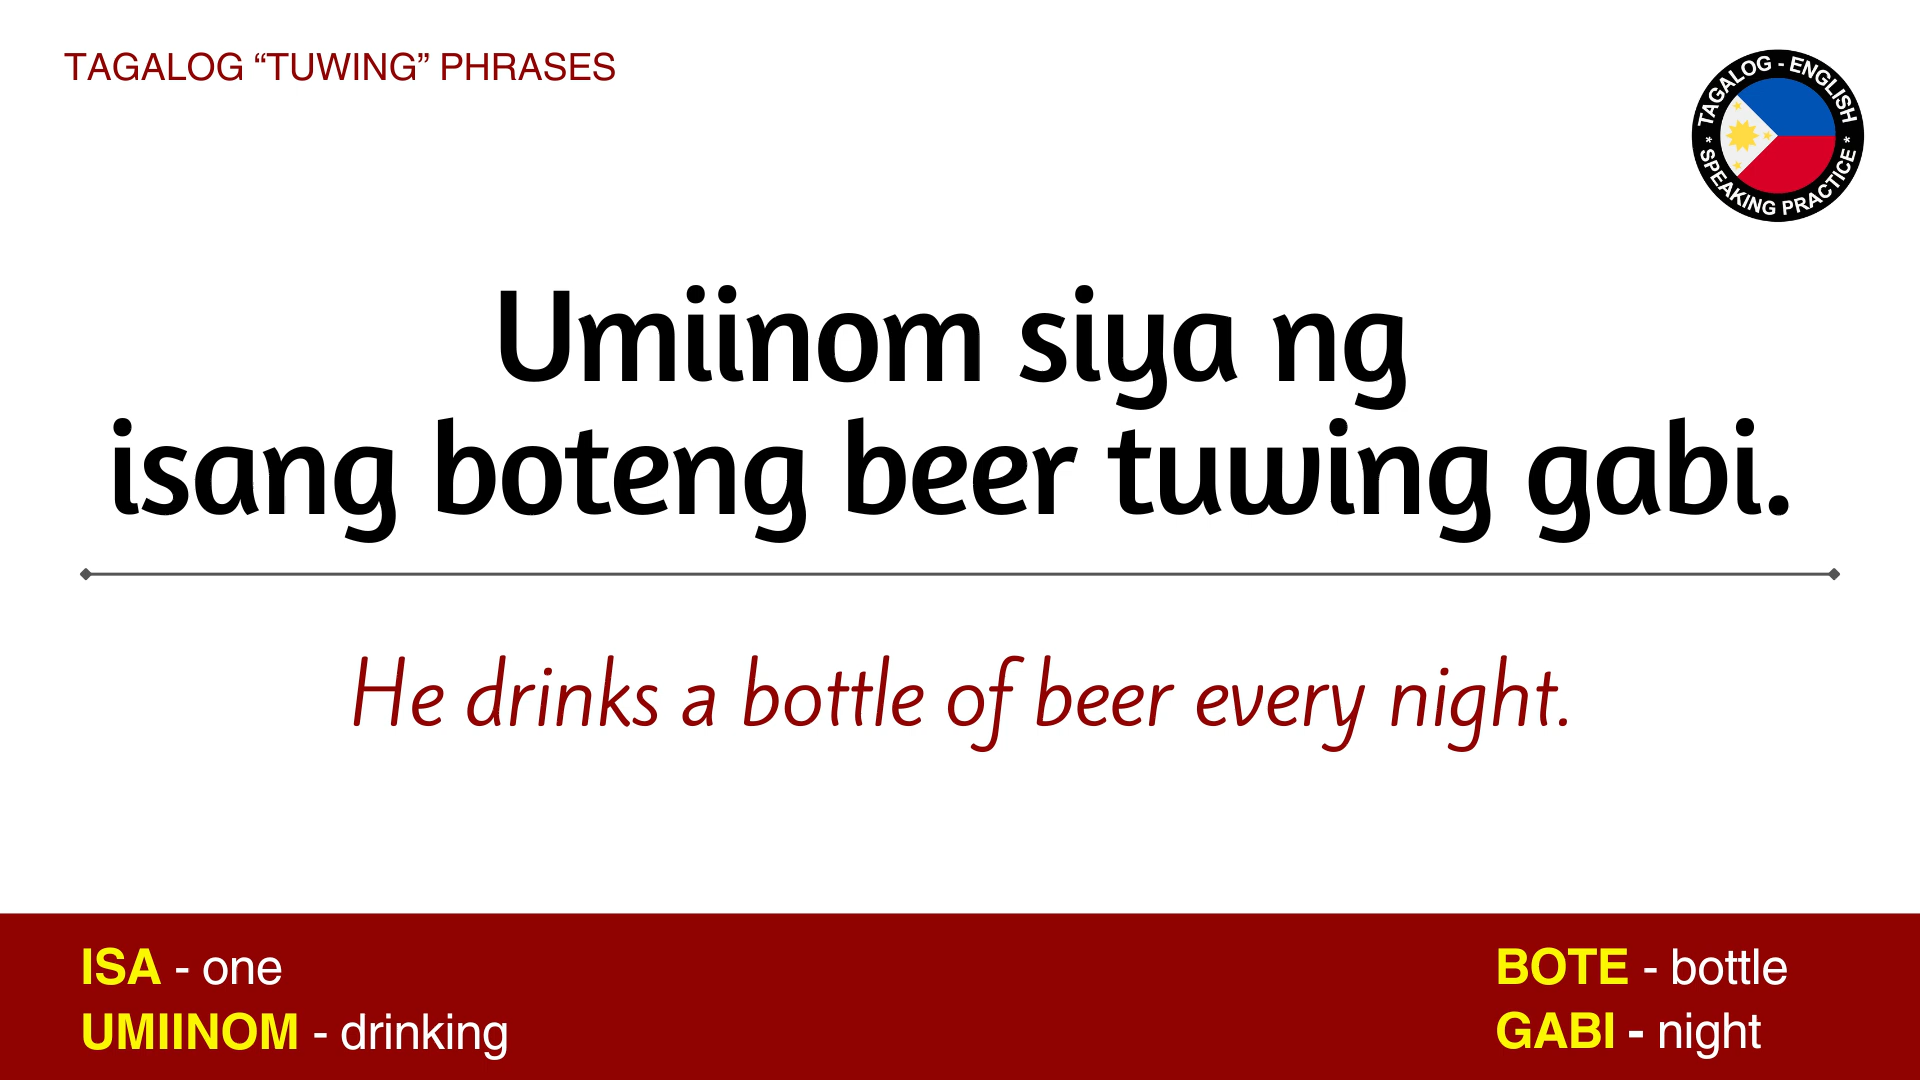 TAGALOG “TUWING” PHRASES
TAGALOG - ENGLISH
* SPEAKING PRACTICE *
Umiinom siya ng
isang boteng beer tuwing gabi.
He drinks a bottle of beer every night.
ISA - one
UMIINOM - drinking
BOTE - bottle
GABI - night